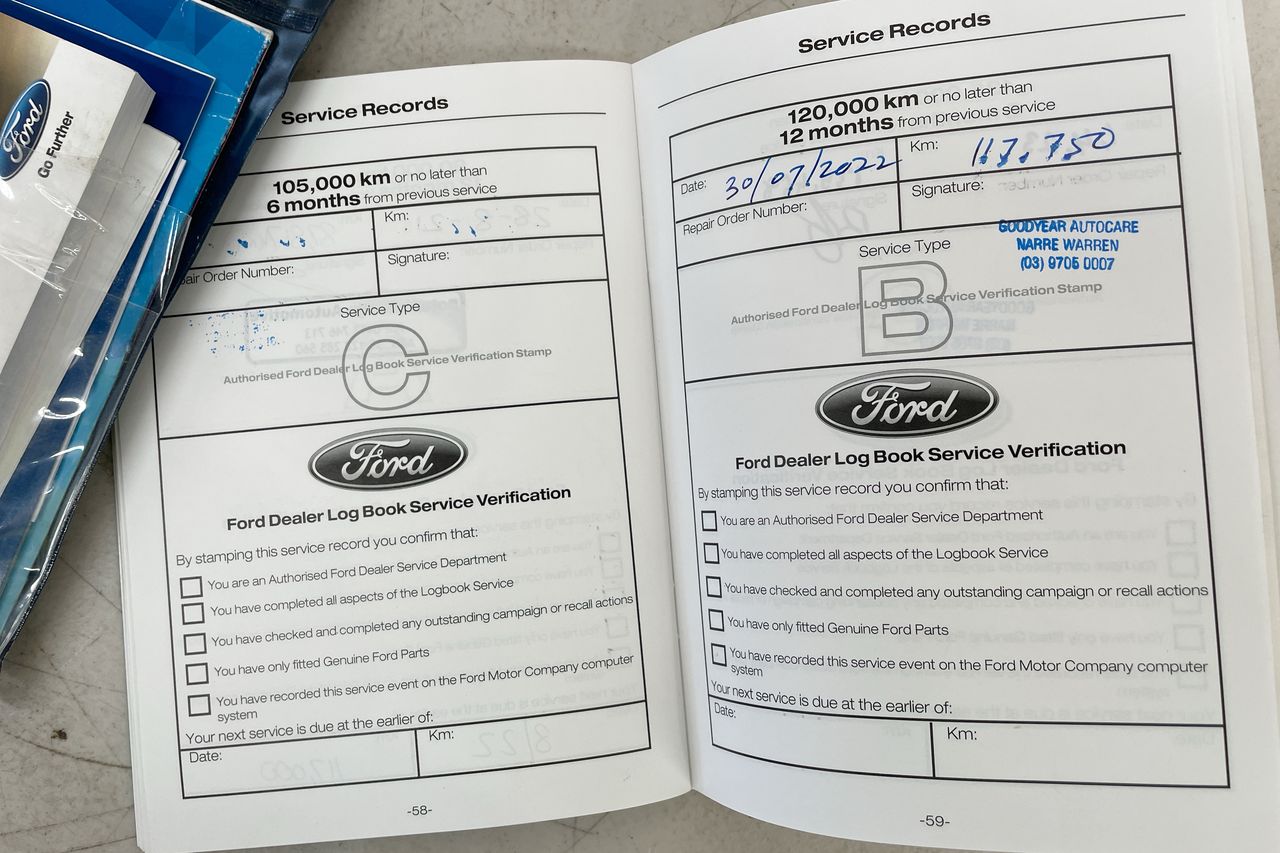 Ford
Go Further
Service Records
105,000 km or no later than
6 months from previous service
Km:
Order Number:
Signature:
Service Type
C
Authorised Ford Dealer Log Book Service Verification Stamp
Ford
Ford Dealer Log Book Service Verification
By stamping this service record you confirm that:
You are an Authorised Ford Dealer Service Department
You have completed all aspects of the Logbook Service
You have checked and completed any outstanding campaign or recall actions
You have only fitted Genuine Ford Parts
You have recorded this service event on the Ford Motor Company computer
system
Your next service is due at the earlier of:
Date:
Km:
-58-
Service Records
120,000 km or no later than
12 months from previous service
Date: 30/07/2022
Km: 117.750
Repair Order Number:
Signature:
GOODYEAR AUTOCARE
NARRE WARREN
(03) 9705 0007
Service Type
B
Authorised Ford Dealer Log Book Service Verification Stamp
Ford
Ford Dealer Log Book Service Verification
By stamping this service record you confirm that:
You are an Authorised Ford Dealer Service Department
You have completed all aspects of the Logbook Service
You have checked and completed any outstanding campaign or recall actions
You have only fitted Genuine Ford Parts
You have recorded this service event on the Ford Motor Company computer
system
Your next service is due at the earlier of:
Date:
Km:
-59-